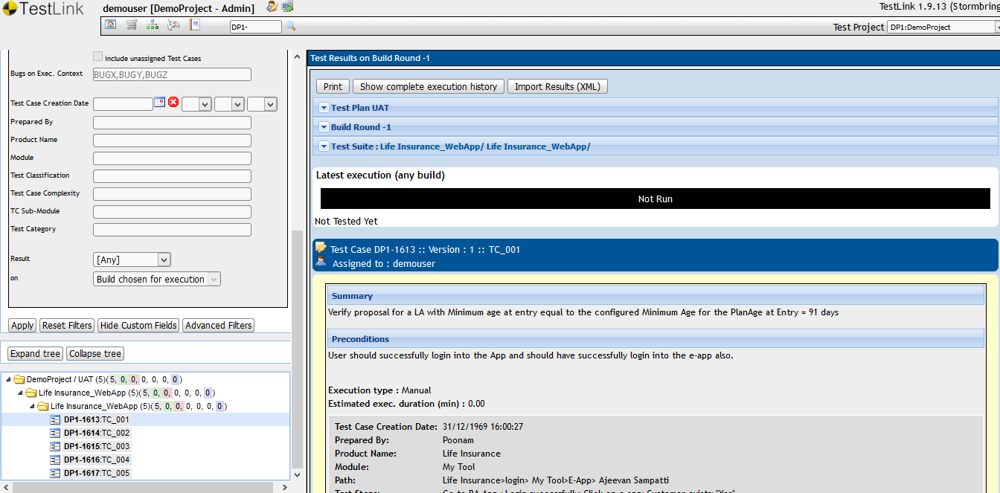 TestLink
demouser [DemoProject - Admin]
TestLink 1.9.13 (Stormbring
DP1-
Test Project DP1:DemoProject
include unassigned Test Cases
Bugs on Exec. Context BUGX,BUGY,BUGZ
Test Case Creation Date
Prepared By
Product Name
Module
Test Classification
Test Case Complexity
TC Sub-Module
Test Category
Result [Any]
on Build chosen for execution
Apply Reset Filters Hide Custom Fields Advanced Filters
Expand tree Collapse tree
DemoProject / UAT (5)(5, 0, 0, 0, 0, 0, 0)
Life Insurance_WebApp (5)(5, 0, 0, 0, 0, 0, 0)
Life Insurance_WebApp (5)(5, 0, 0, 0, 0, 0, 0)
DP1-1613:TC_001
DP1-1614:TC_002
DP1-1615:TC_003
DP1-1616:TC_004
DP1-1617:TC_005
Test Results on Build Round -1
Print Show complete execution history Import Results (XML)
Test Plan UAT
Build Round -1
Test Suite : Life Insurance_WebApp/ Life Insurance_WebApp/
Latest execution (any build)
Not Run
Not Tested Yet
Test Case DP1-1613 :: Version : 1 :: TC_001
Assigned to : demouser
Summary
Verify proposal for a LA with Minimum age at entry equal to the configured Minimum Age for the PlanAge at Entry = 91 days
Preconditions
User should successfully login into the App and should have successfully login into the e-app also.
Execution type : Manual
Estimated exec. duration (min) : 0.00
Test Case Creation Date: 31/12/1969 16:00:27
Prepared By: Poonam
Product Name: Life Insurance
Module: My Tool
Path: Life Insurance>login> My Tool>E-App> Ajeevan Sampatti